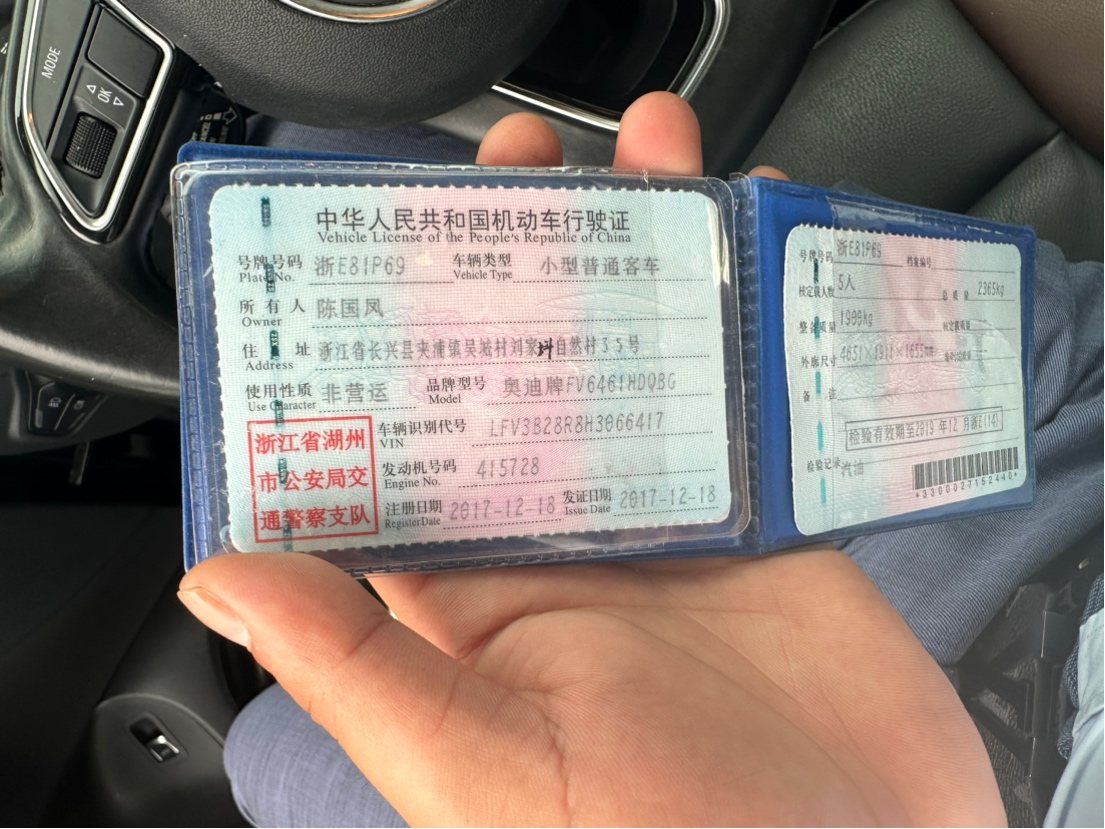 MODE
OK
中华人民共和国机动车行驶证
Vehicle License of the People's Republic of China
号牌号码 浙E81P69 车辆类型 小型普通客车
Plate No. Vehicle Type
所有人 陈国凤
Owner
住址 浙江省长兴县夹浦镇吴城村刘家圲自然村35号
Address
使用性质 非营运 品牌型号 奥迪牌FV6461HDQBG
Use Character Model
浙江省湖州
市公安局交
通警察支队
车辆识别代号 LFV3B28R8H3066417
VIN
发动机号码 415728
Engine No.
注册日期 2017-12-18 发证日期 2017-12-18
Register Date Issue Date
号牌号码 浙E81P69 档案编号
核定载人数 5人 总质量 2365kg
整备质量 1990kg 核定载质量
外廓尺寸 4651×1911×1655mm
备注
检验有效期至2019年12月浙E(14)
检验记录
汽油
*3300027152440*